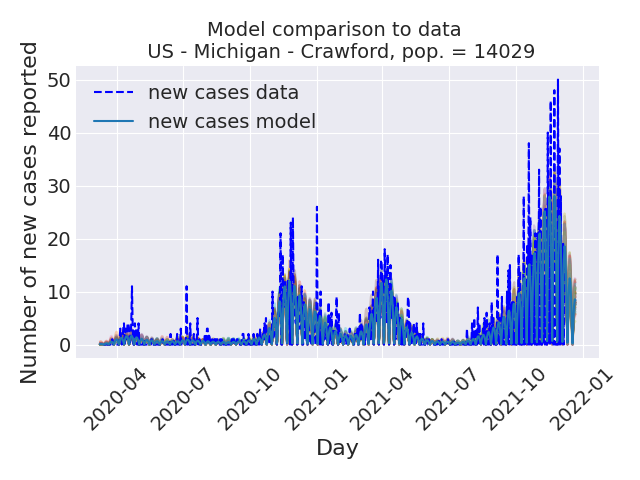 Model comparison to data
US - Michigan - Crawford, pop. = 14029
new cases data
new cases model
Number of new cases reported
50
40
30
20
10
0
2020-04
2020-07
2020-10
2021-01
2021-04
2021-07
2021-10
2022-01
Day